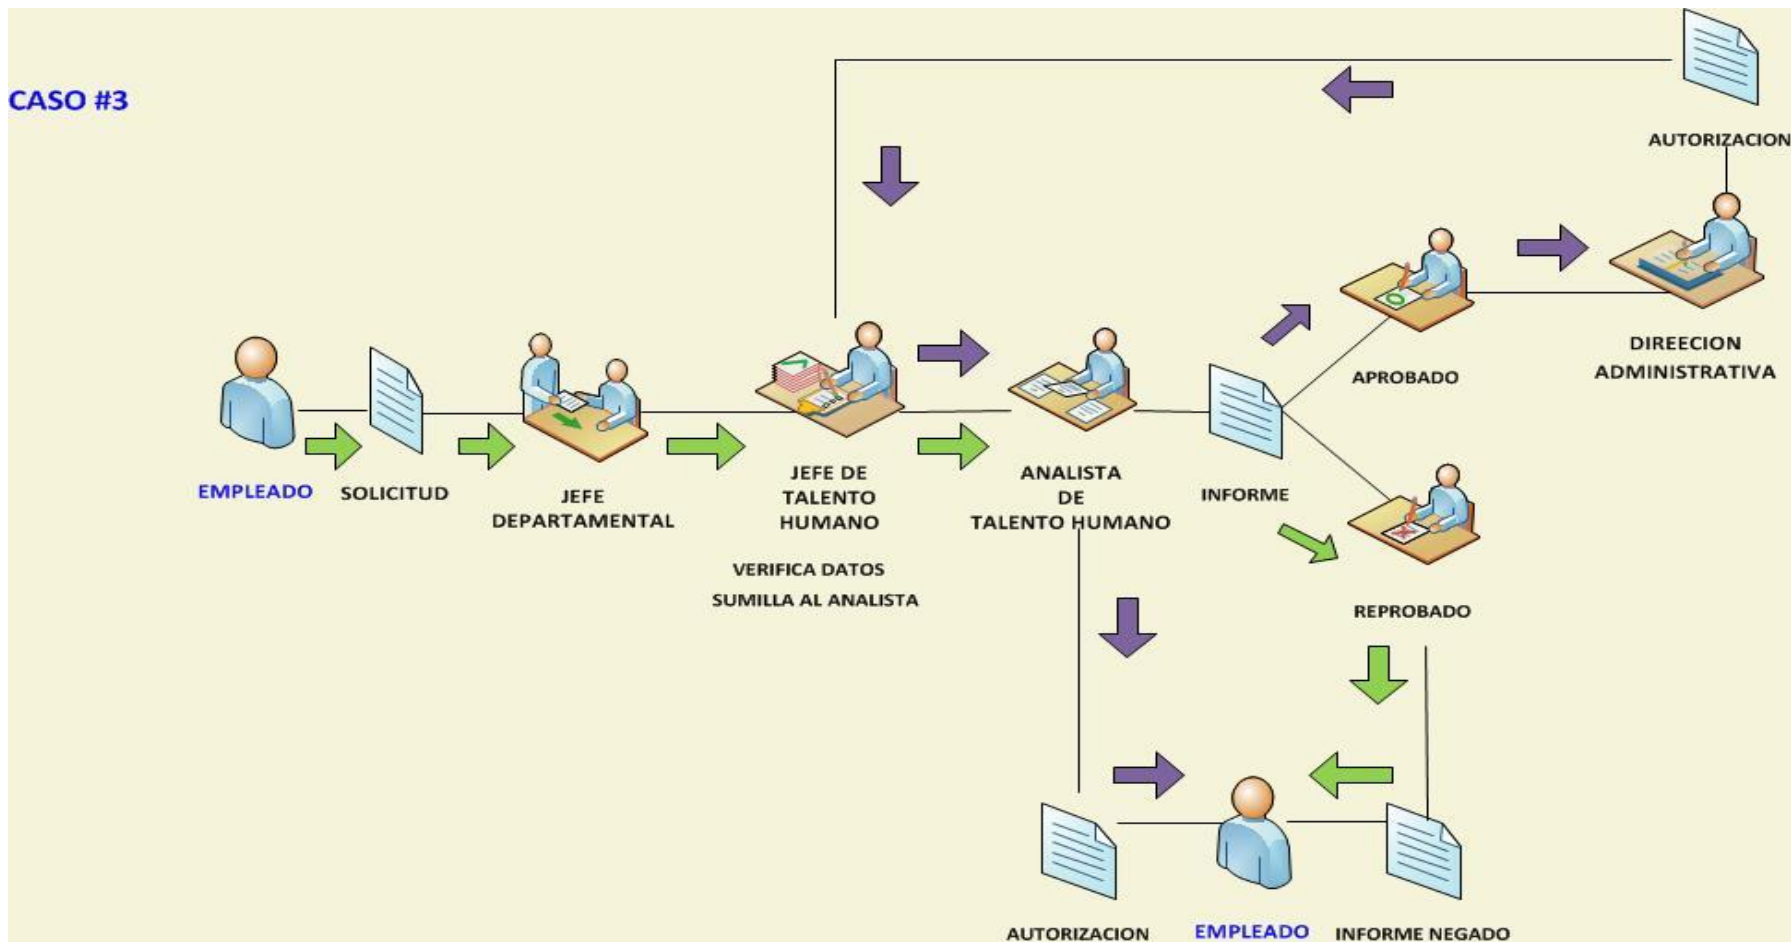 CASO #3
AUTORIZACION
DIREECION
ADMINISTRATIVA
APROBADO
EMPLEADO
SOLICITUD
JEFE
DEPARTAMENTAL
JEFE DE
TALENTO
HUMANO
VERIFICA DATOS
SUMILLA AL ANALISTA
ANALISTA
DE
TALENTO HUMANO
INFORME
REPROBADO
AUTORIZACION
EMPLEADO
INFORME NEGADO